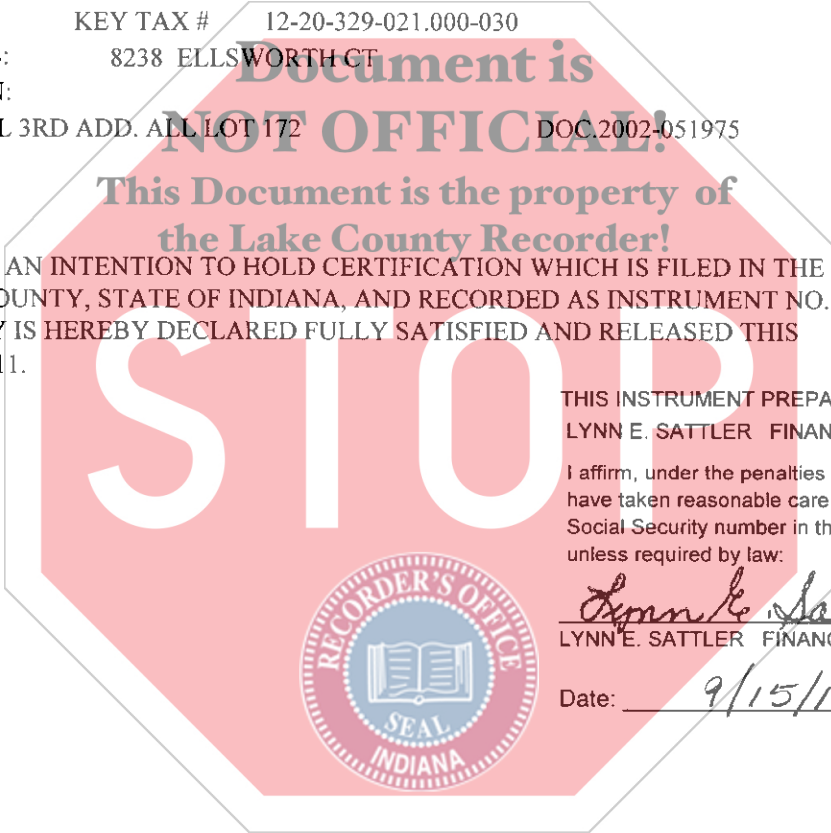 KEY TAX # 12-20-329-021.000-030
8238 ELLSWORTH CT
Document is
NOT OFFICIAL!
L 3RD ADD. ALL LOT 172 DOC.2002-051975
This Document is the property of
the Lake County Recorder!
AN INTENTION TO HOLD CERTIFICATION WHICH IS FILED IN THE
OUNTY, STATE OF INDIANA, AND RECORDED AS INSTRUMENT NO.
Y IS HEREBY DECLARED FULLY SATISFIED AND RELEASED THIS
11.
STOP
THIS INSTRUMENT PREPA
LYNN E. SATTLER FINAN
I affirm, under the penalties
have taken reasonable care
Social Security number in th
unless required by law:
Lynn E. Sa
LYNN E. SATTLER FINANC
Date: 9/15/1
RECORDER'S OFFICE
SEAL
INDIANA